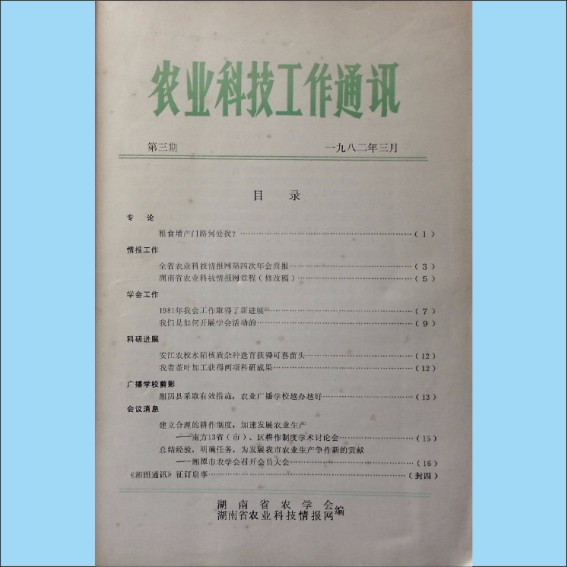 农业科技工作通讯
第三期 一九八二年三月
目 录
专 论
粮食增产门路何处找?……(1)
情报工作
全省农业科技情报网第四次年会简报……(3)
湖南省农业科技情报网章程(修改稿)……(5)
学会工作
1981年我会工作取得了新进展……(7)
我们是如何开展学会活动的……(9)
科研进展
安江农校水稻核质杂种选育获得可喜苗头……(12)
我省茶叶加工获得两项科研成果……(12)
广播学校剪影
湘阴县采取有效措施,农业广播学校越办越好……(13)
会议消息
建立合理的耕作制度,加速发展农业生产
——南方13省(市)、区耕作制度学术讨论会……(15)
总结经验,明确任务,为发展我市农业生产争作新的贡献
——湘潭市农学会召开会员大会……(16)
通讯》征订启事……(封四)
湖南省农学会
湖南省农业科技情报网 编